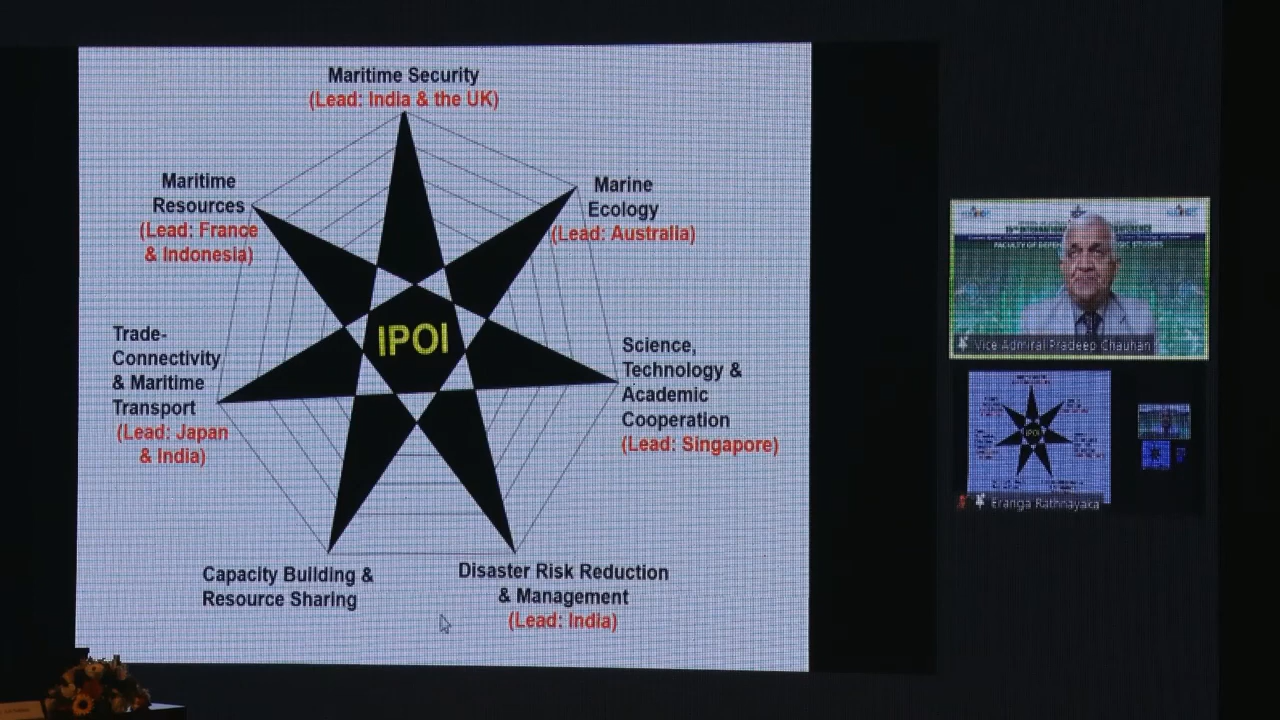 Maritime Security
(Lead: India & the UK)
Maritime
Resources
(Lead: France
& Indonesia)
Marine
Ecology
(Lead: Australia)
IPOI
Trade-
Connectivity
& Maritime
Transport
(Lead: Japan
& India)
Science,
Technology &
Academic
Cooperation
(Lead: Singapore)
Capacity Building &
Resource Sharing
Disaster Risk Reduction
& Management
(Lead: India)
Vice Admiral Pradeep Chauhan
IPOI
Eranga Rathnayaka